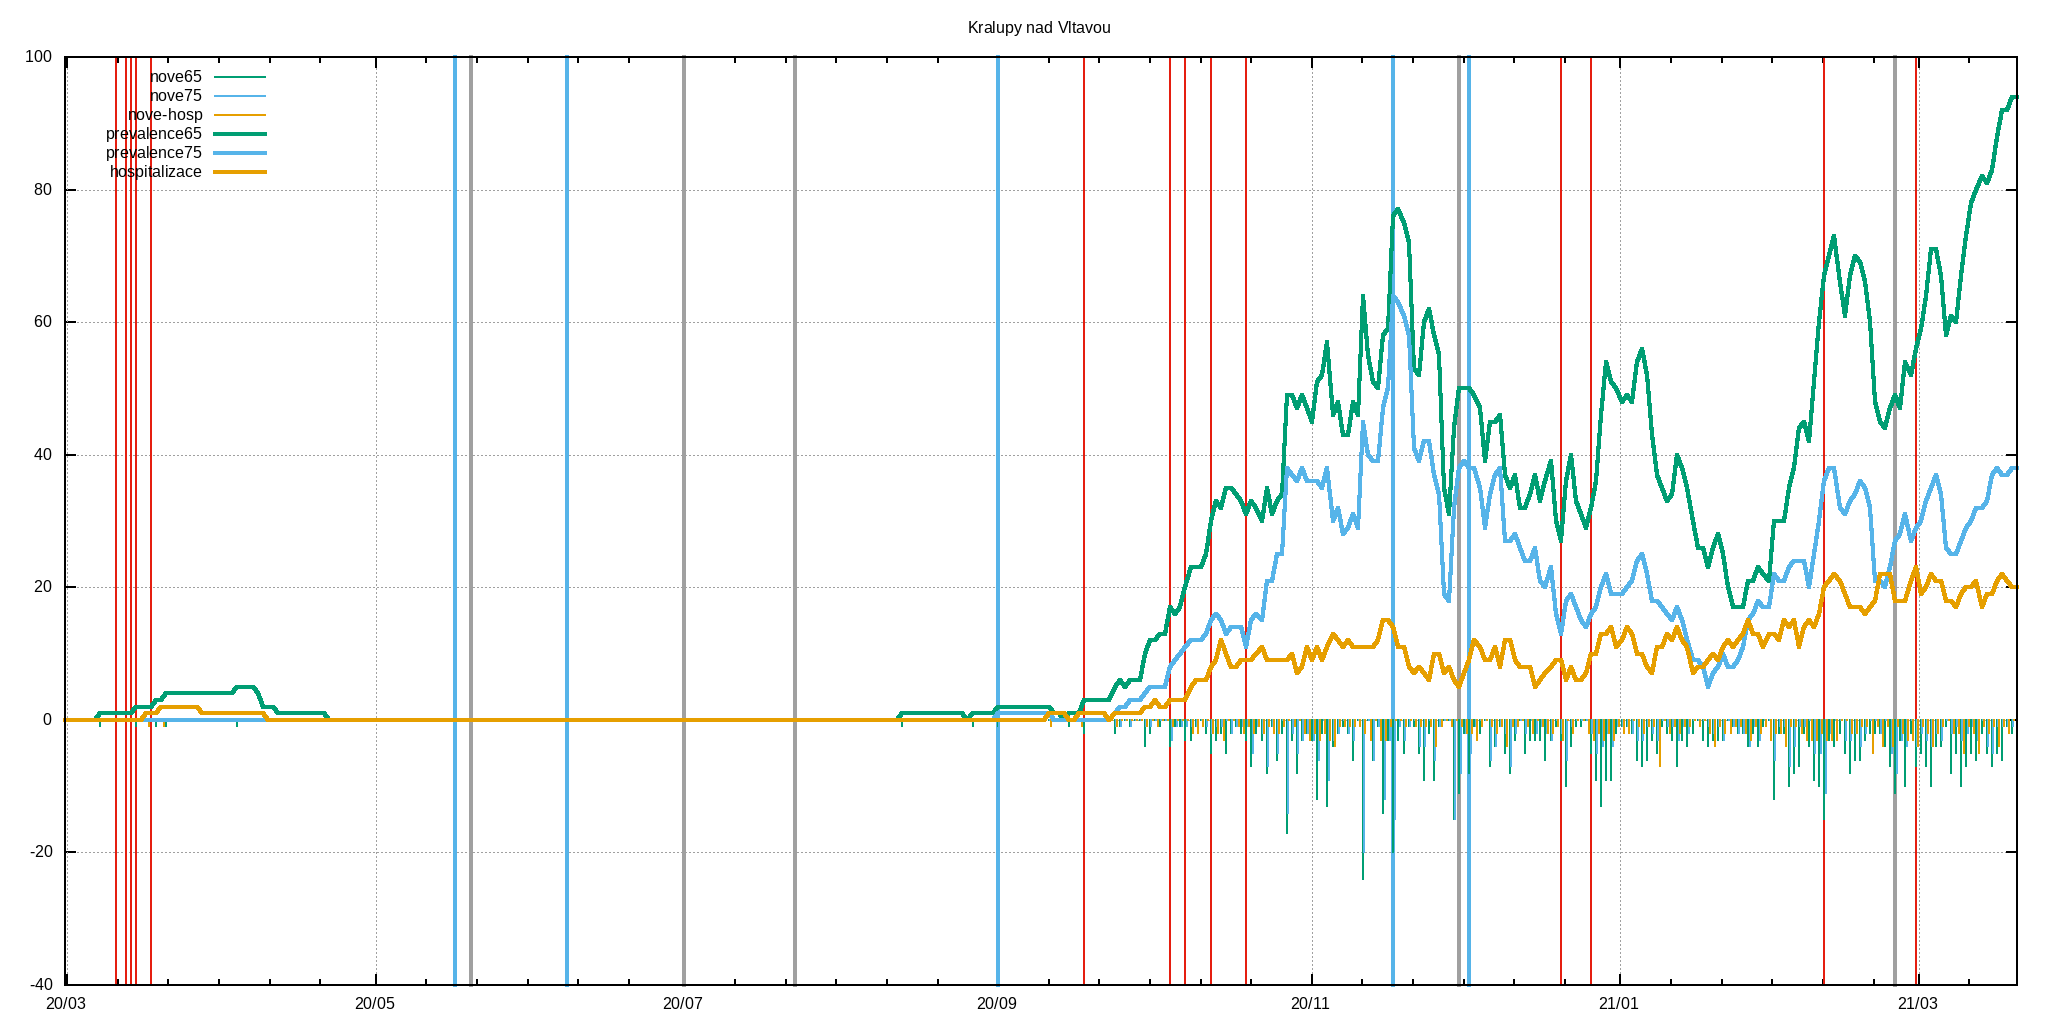 Kralupy nad Vltavou
100
80
60
40
20
0
-20
-40
nove65
nove75
nove-hosp
prevalence65
prevalence75
hospitalizace
20/03
20/05
20/07
20/09
20/11
21/01
21/03